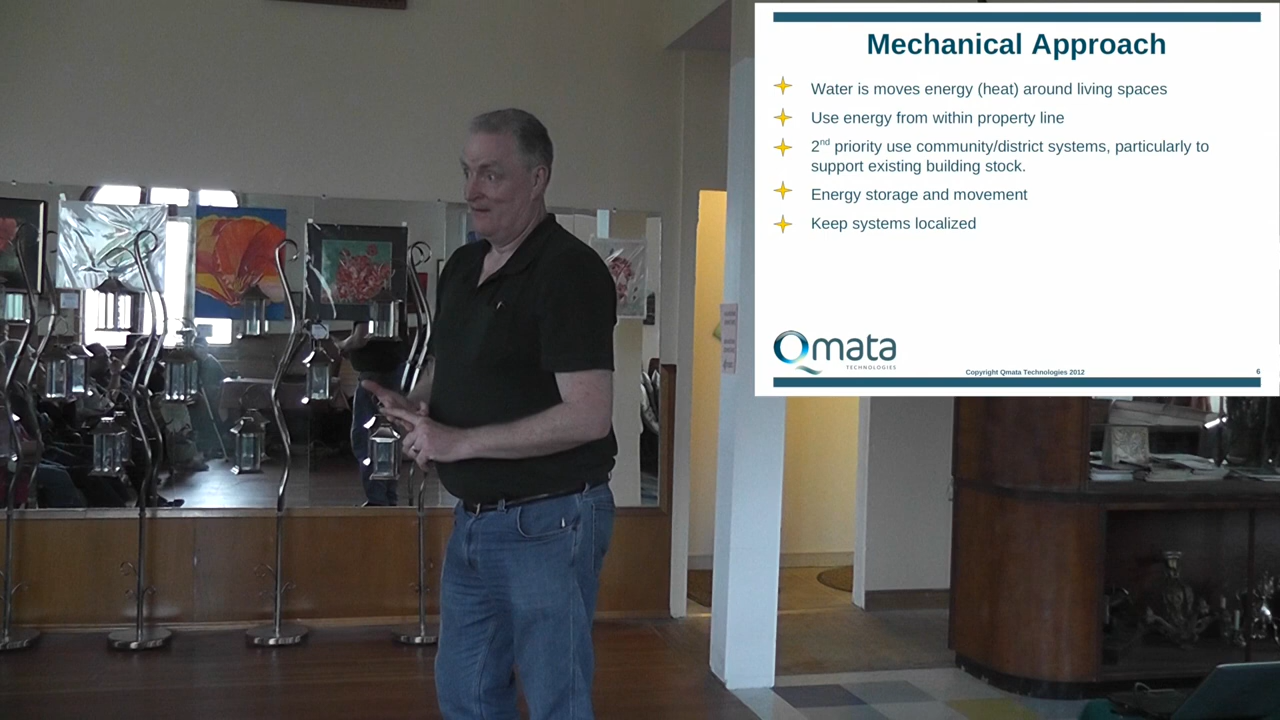 Mechanical Approach
Water is moves energy (heat) around living spaces
Use energy from within property line
2nd priority use community/district systems, particularly to
support existing building stock.
Energy storage and movement
Keep systems localized
Qmata
TECHNOLOGIES
Copyright Qmata Technologies 2012
6